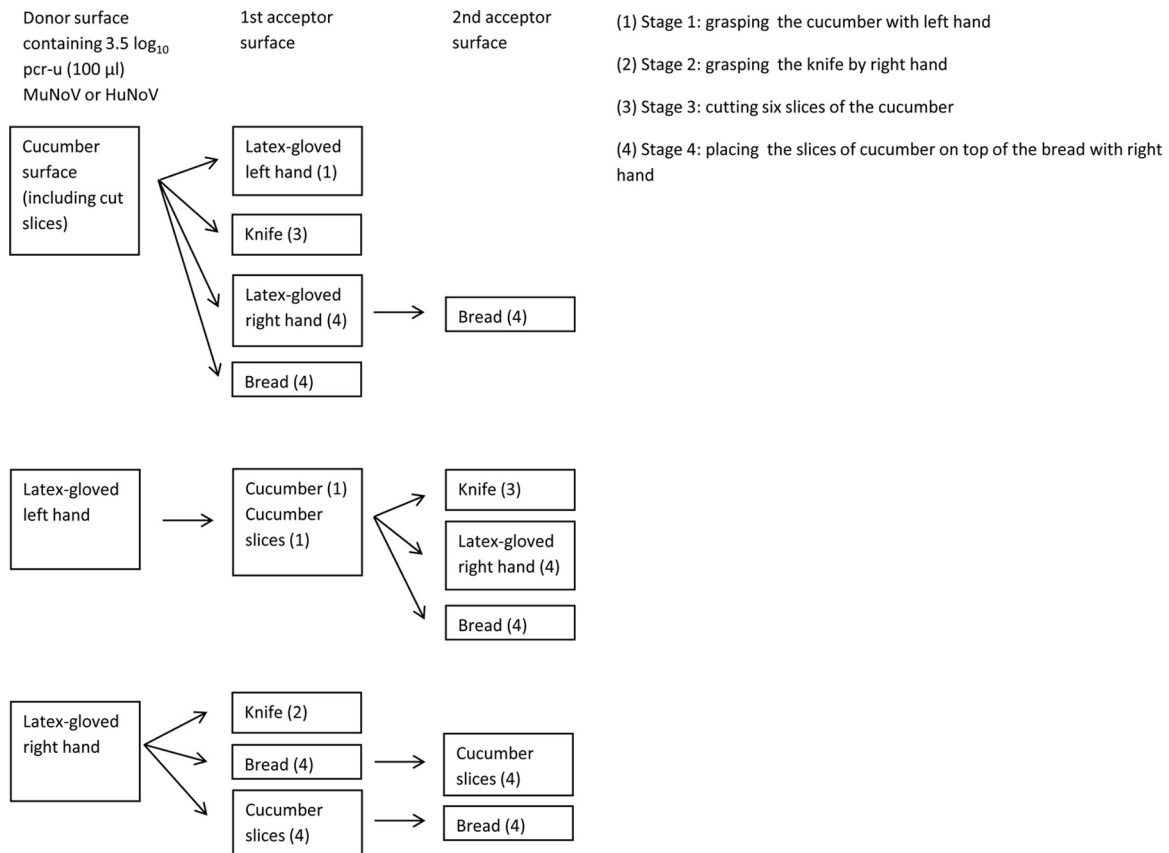 Donor surface
containing 3.5 log10
pcr-u (100 µl)
MuNoV or HuNoV
1st acceptor
surface
2nd acceptor
surface
(1) Stage 1: grasping the cucumber with left hand
(2) Stage 2: grasping the knife by right hand
(3) Stage 3: cutting six slices of the cucumber
(4) Stage 4: placing the slices of cucumber on top of the bread with right
hand
Cucumber
surface
(including cut
slices)
Latex-gloved
left hand (1)
Knife (3)
Latex-gloved
right hand (4)
Bread (4)
Bread (4)
Latex-gloved
left hand
Cucumber (1)
Cucumber
slices (1)
Knife (3)
Latex-gloved
right hand (4)
Bread (4)
Latex-gloved
right hand
Knife (2)
Bread (4)
Cucumber
slices (4)
Cucumber
slices (4)
Bread (4)